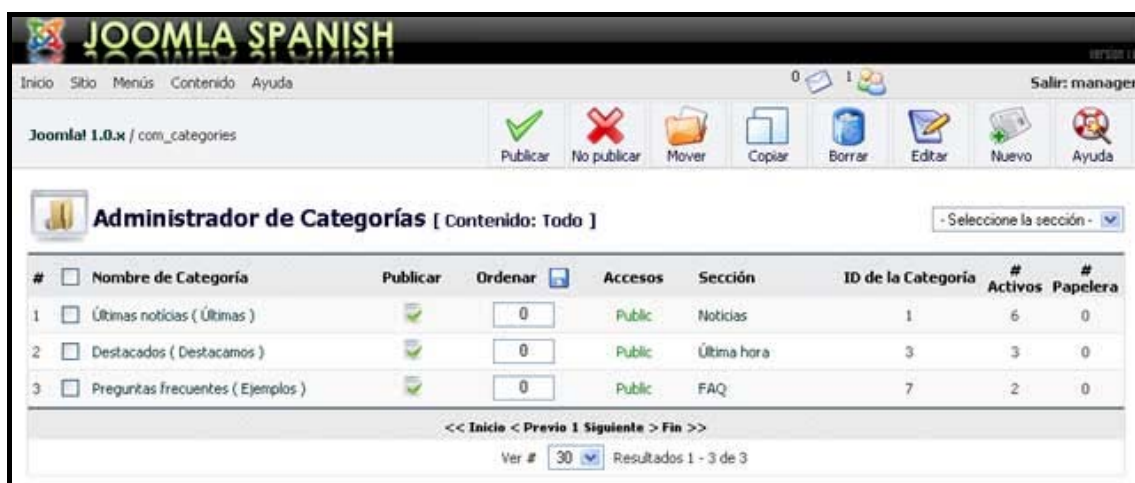 JOOMLA SPANISH
Inicio Sitio Menús Contenido Ayuda 0 1 Salir: manager
Joomla! 1.0.x / com_categories
Publicar No publicar Mover Copiar Borrar Editar Nuevo Ayuda
Administrador de Categorías [ Contenido: Todo ] - Seleccione la sección -
# Nombre de Categoría Publicar Ordenar Accesos Sección ID de la Categoría # Activos # Papelera
1 Últimas notícias ( Últimas ) 0 Public Noticias 1 6 0
2 Destacados ( Destacamos ) 0 Public Última hora 3 3 0
3 Preguntas frecuentes ( Ejemplos ) 0 Public FAQ 7 2 0
<< Inicio < Previo 1 Siguiente > Fin >>
Ver # 30 Resultados 1 - 3 de 3